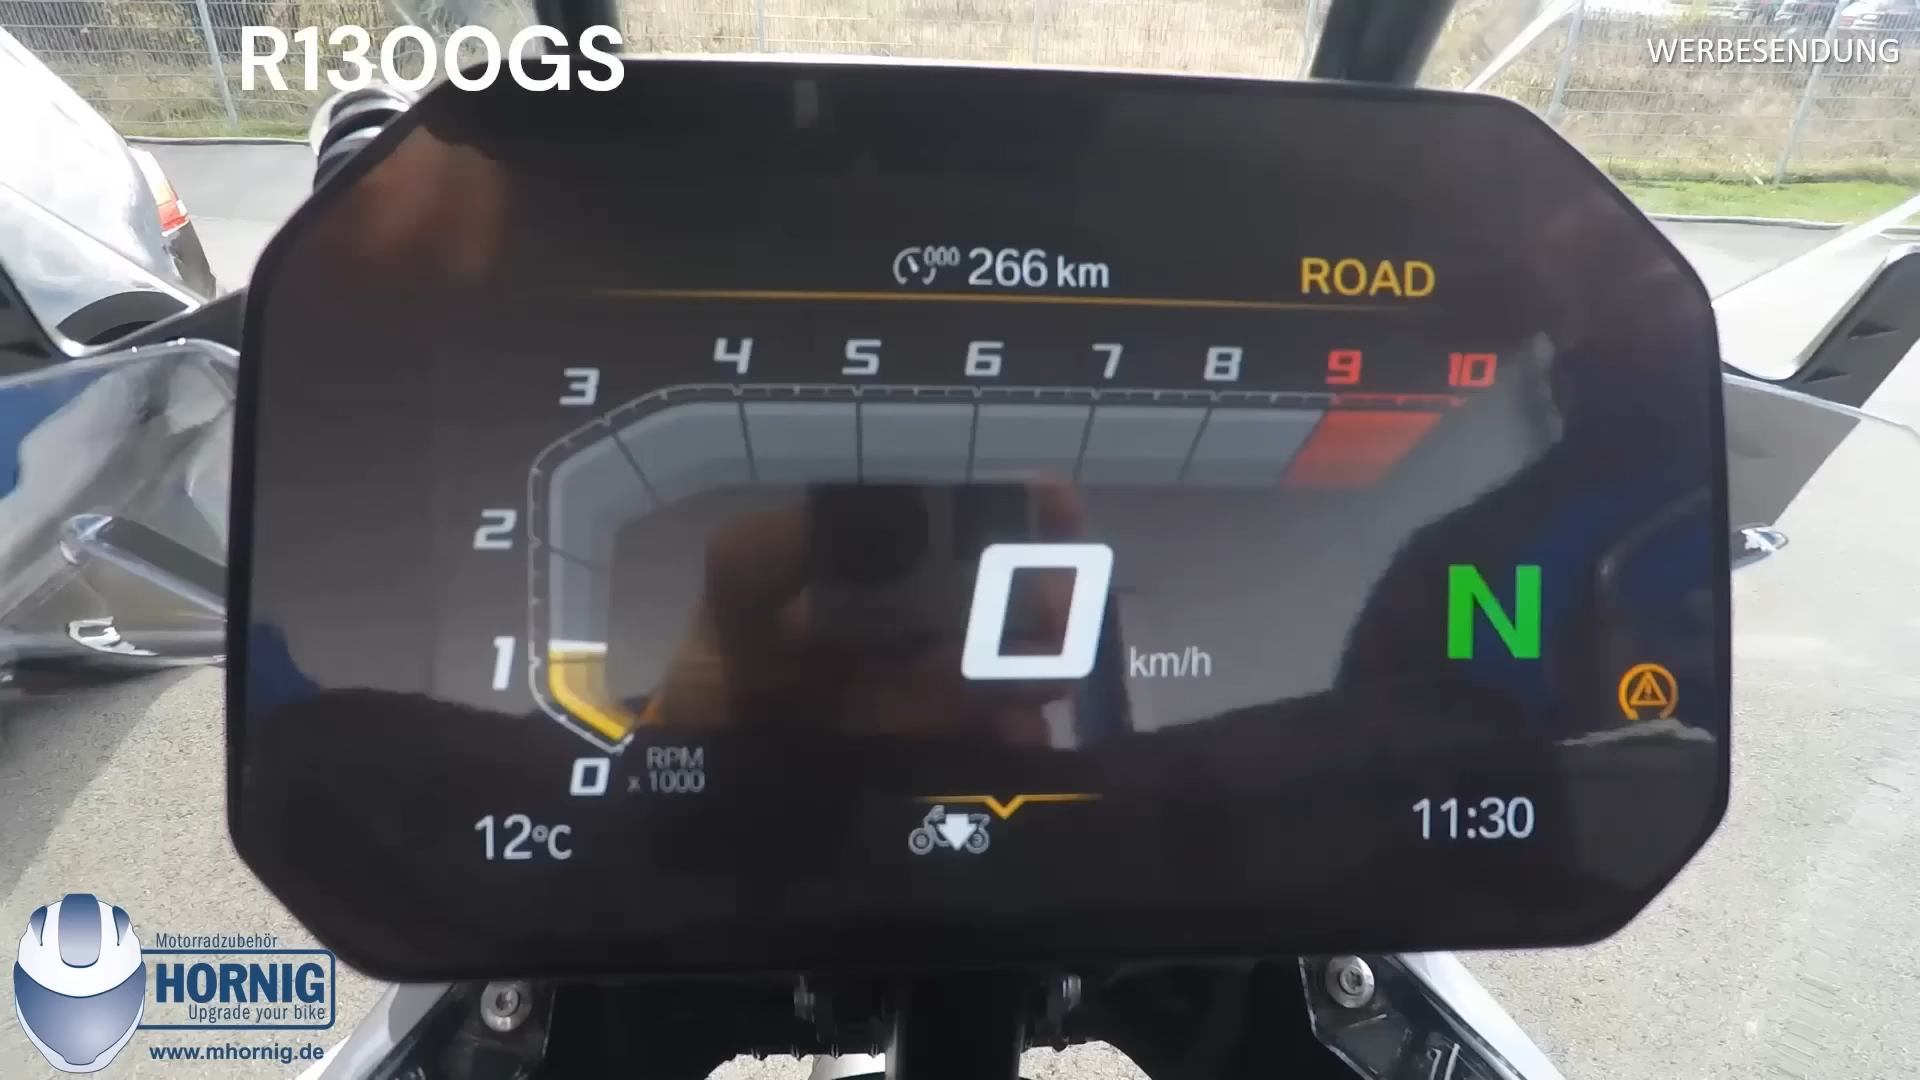 R1300GS
WERBESENDUNG
000 266 km
ROAD
4 5 6 7 8 9 10
3
2
1
0
RPM
x 1000
0 km/h
N
12°C
11:30
Motorradzubehör
HORNIG
Upgrade your bike
www.mhornig.de